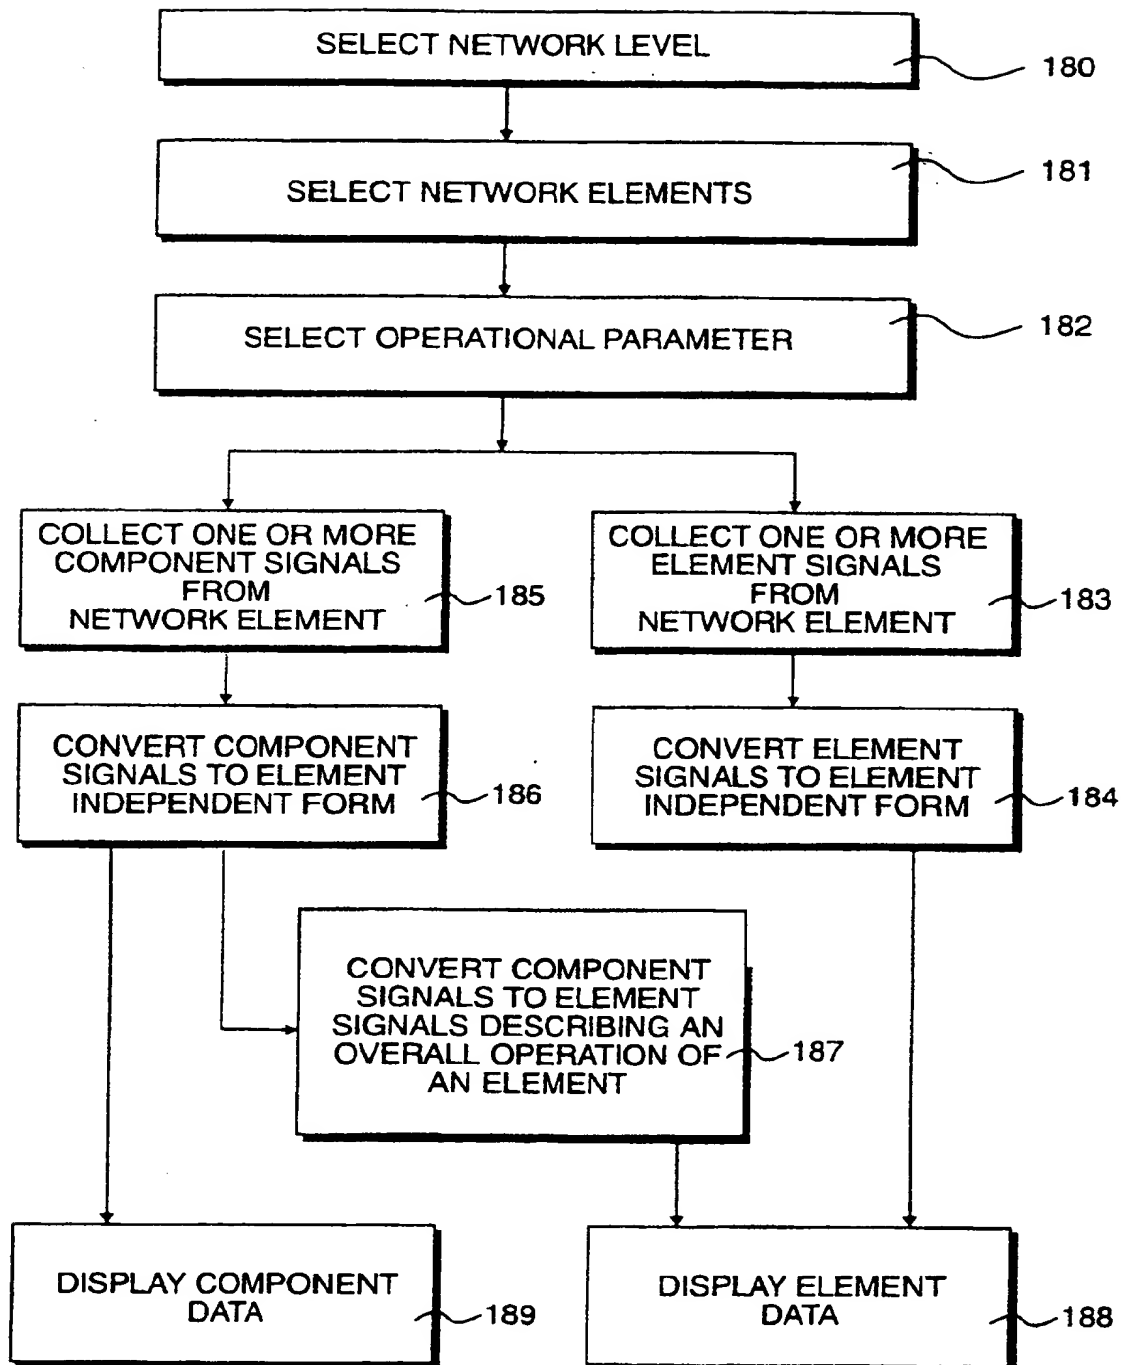 SELECT NETWORK LEVEL
180
SELECT NETWORK ELEMENTS
181
SELECT OPERATIONAL PARAMETER
182
COLLECT ONE OR MORE
COMPONENT SIGNALS
FROM
NETWORK ELEMENT
185
COLLECT ONE OR MORE
ELEMENT SIGNALS
FROM
NETWORK ELEMENT
183
CONVERT COMPONENT
SIGNALS TO ELEMENT
INDEPENDENT FORM
186
CONVERT ELEMENT
SIGNALS TO ELEMENT
INDEPENDENT FORM
184
CONVERT COMPONENT
SIGNALS TO ELEMENT
SIGNALS DESCRIBING AN
OVERALL OPERATION OF
AN ELEMENT
187
DISPLAY COMPONENT
DATA
189
DISPLAY ELEMENT
DATA
188